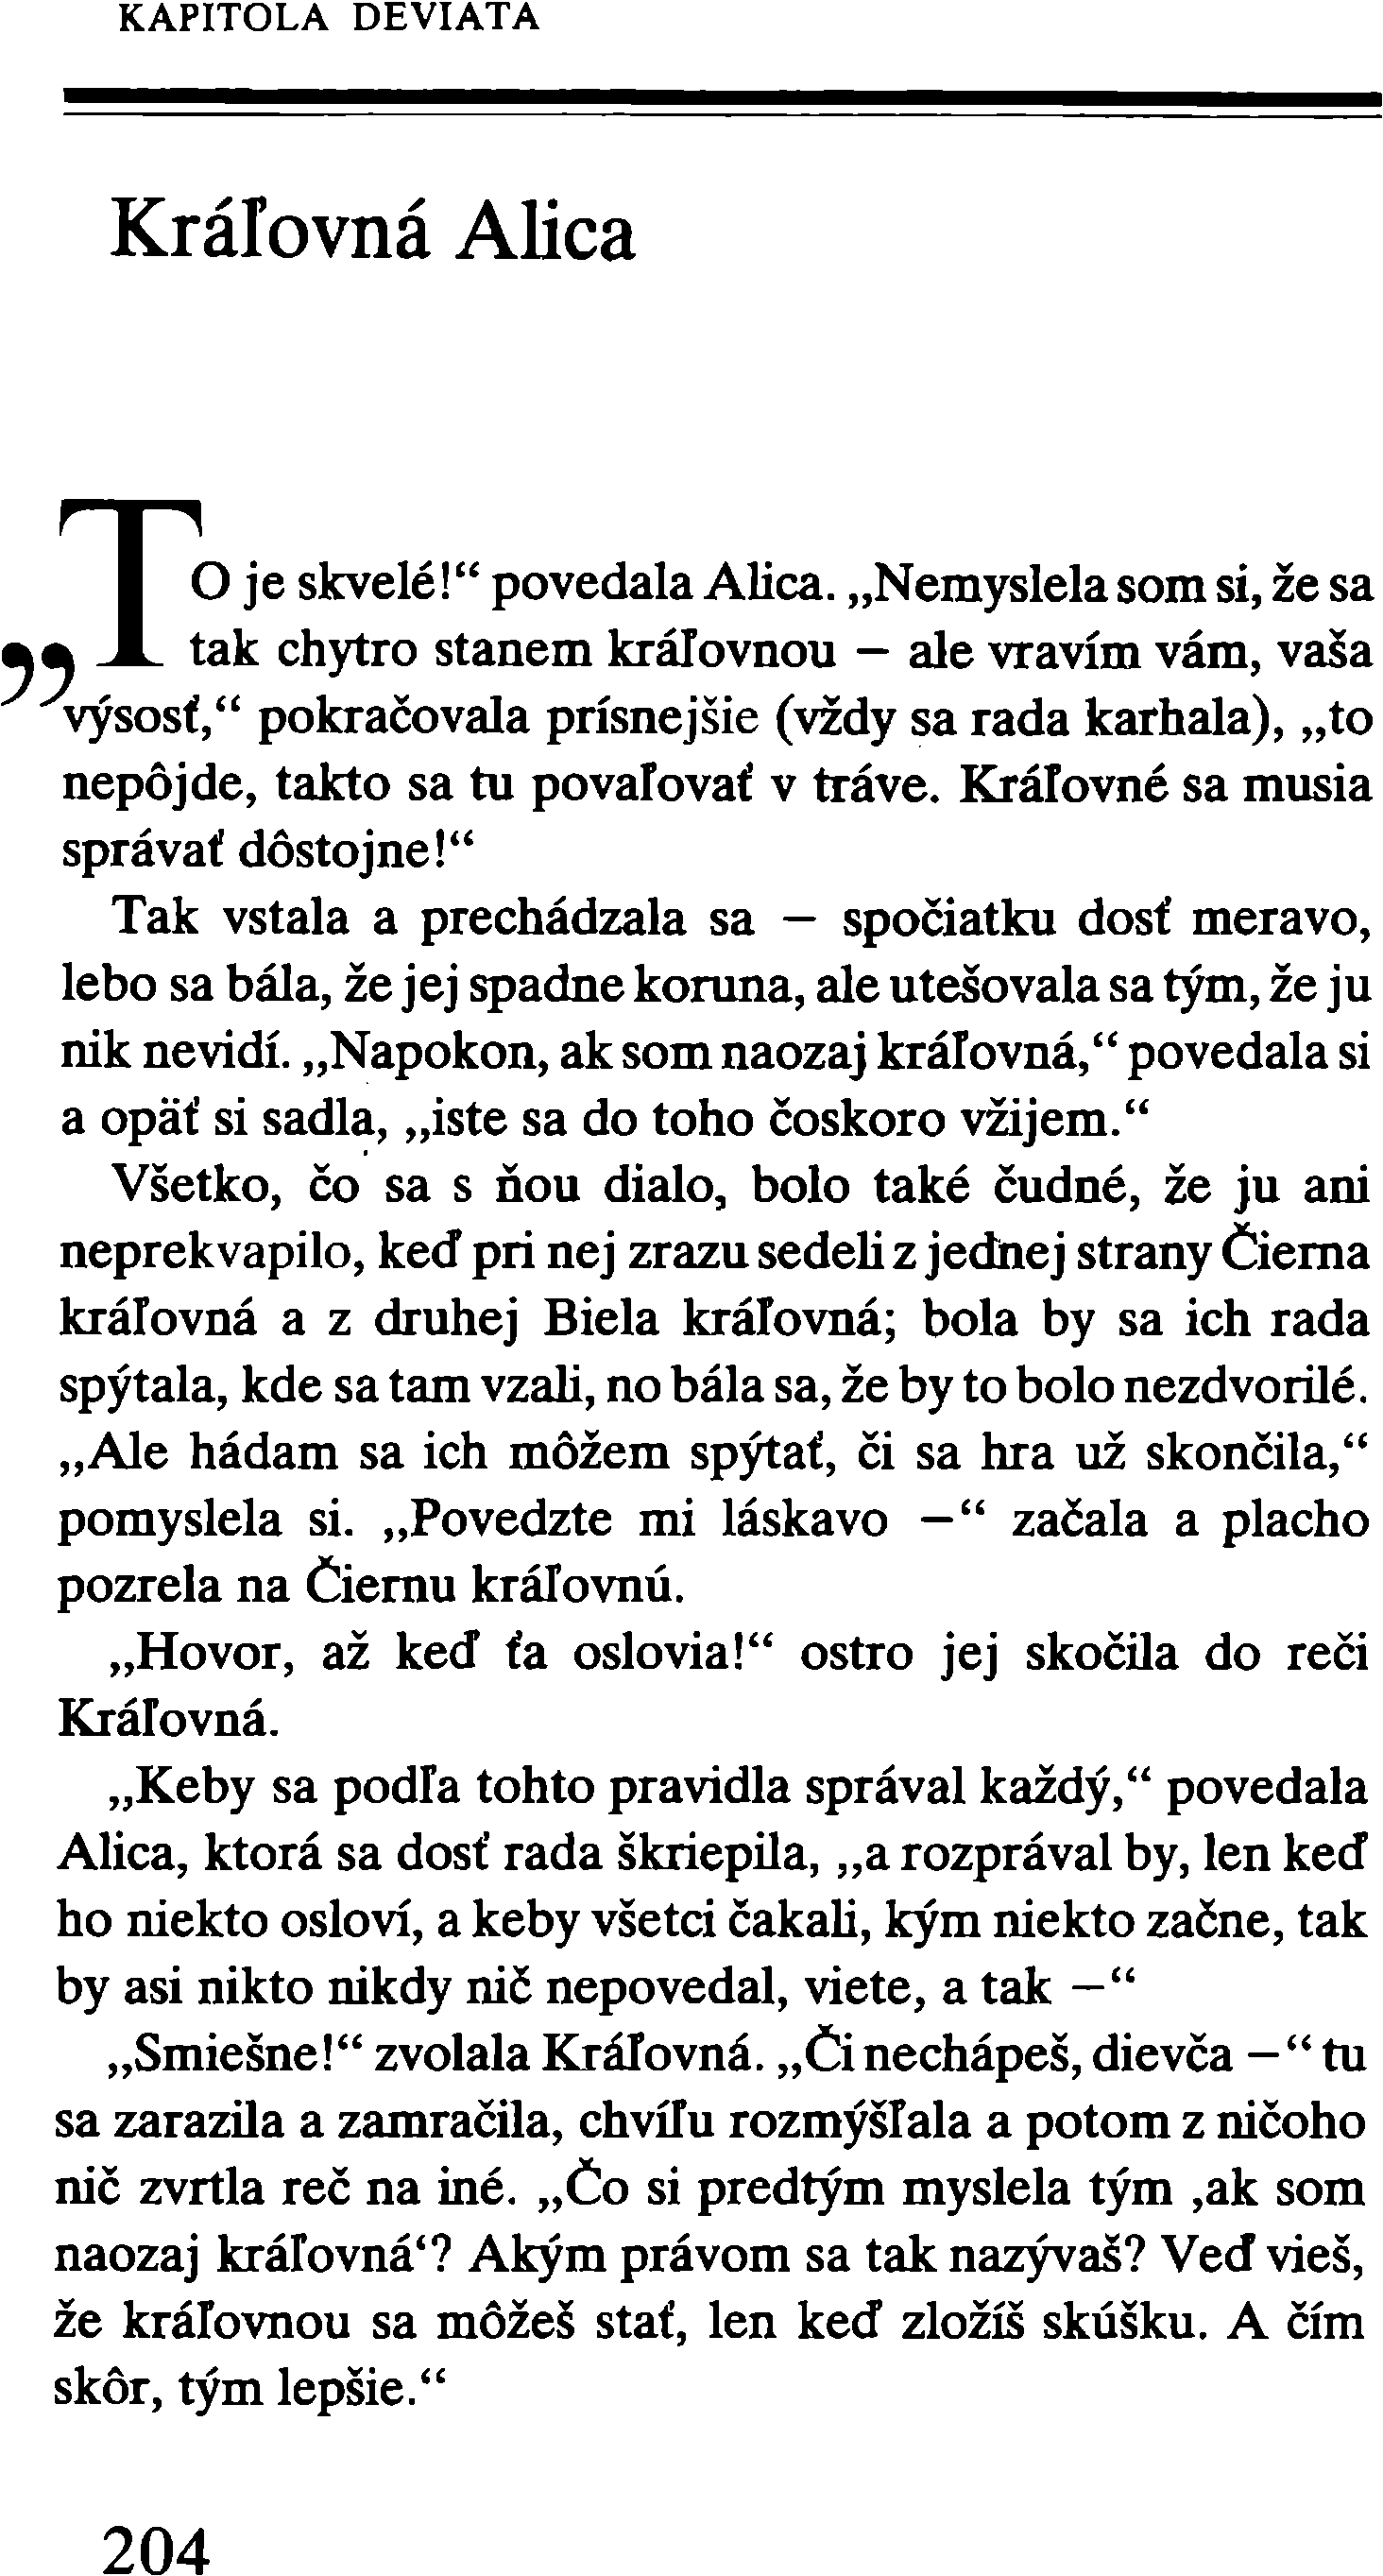 KAPITOLA DEVIATA
Kráľovná Alica
„TO je skvelé!“ povedala Alica. „Nemyslela som si, že sa
tak chytro stanem kráľovnou – ale vravím vám, vaša
výsosť,“ pokračovala prísnejšie (vždy sa rada karhala), „to
nepôjde, takto sa tu povaľovať v tráve. Kráľovné sa musia
správať dôstojne!“
Tak vstala a prechádzala sa – spočiatku dosť meravo,
lebo sa bála, že jej spadne koruna, ale utešovala sa tým, že ju
nik nevidí. „Napokon, ak som naozaj kráľovná,“ povedala si
a opäť si sadla, „iste sa do toho čoskoro vžijem.“
Všetko, čo sa s ňou dialo, bolo také čudné, že ju ani
neprekvapilo, keď pri nej zrazu sedeli z jednej strany Čierna
kráľovná a z druhej Biela kráľovná; bola by sa ich rada
spýtala, kde sa tam vzali, no bála sa, že by to bolo nezdvorilé.
„Ale hádam sa ich môžem spýtať, či sa hra už skončila,“
pomyslela si. „Povedzte mi láskavo –“ začala a placho
pozrela na Čiernu kráľovnú.
„Hovor, až keď ťa oslovia!“ ostro jej skočila do reči
Kráľovná.
„Keby sa podľa tohto pravidla správal každý,“ povedala
Alica, ktorá sa dosť rada škriepila, „a rozprával by, len keď
ho niekto osloví, a keby všetci čakali, kým niekto začne, tak
by asi nikto nikdy nič nepovedal, viete, a tak –“
„Smiešne!“ zvolala Kráľovná. „Či nechápeš, dievča –“ tu
sa zarazila a zamračila, chvíľu rozmýšľala a potom z ničoho
nič zvrtla reč na iné. „Čo si predtým myslela tým ‚ak som
naozaj kráľovná‘? Akým právom sa tak nazývaš? Veď vieš,
že kráľovnou sa môžeš stať, len keď zložíš skúšku. A čím
skôr, tým lepšie.“
204